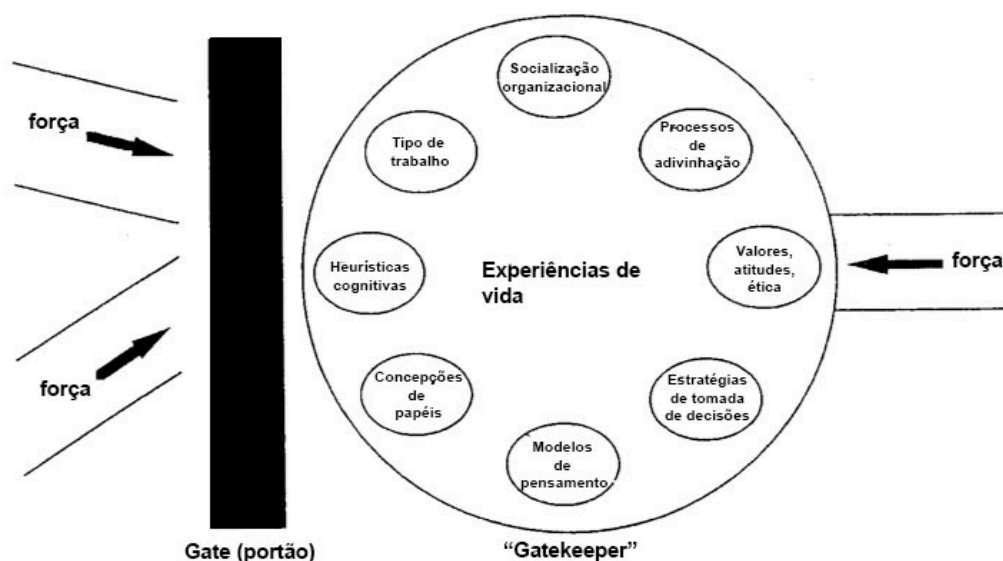 força
força
Socialização
organizacional
Tipo de
trabalho
Processos
de
adivinhação
Heurísticas
cognitivas
Experiências de
vida
Valores,
atitudes,
ética
força
Concepções
de
papéis
Estratégias
de tomada
de decisões
Modelos
de
pensamento
Gate (portão)
“Gatekeeper”